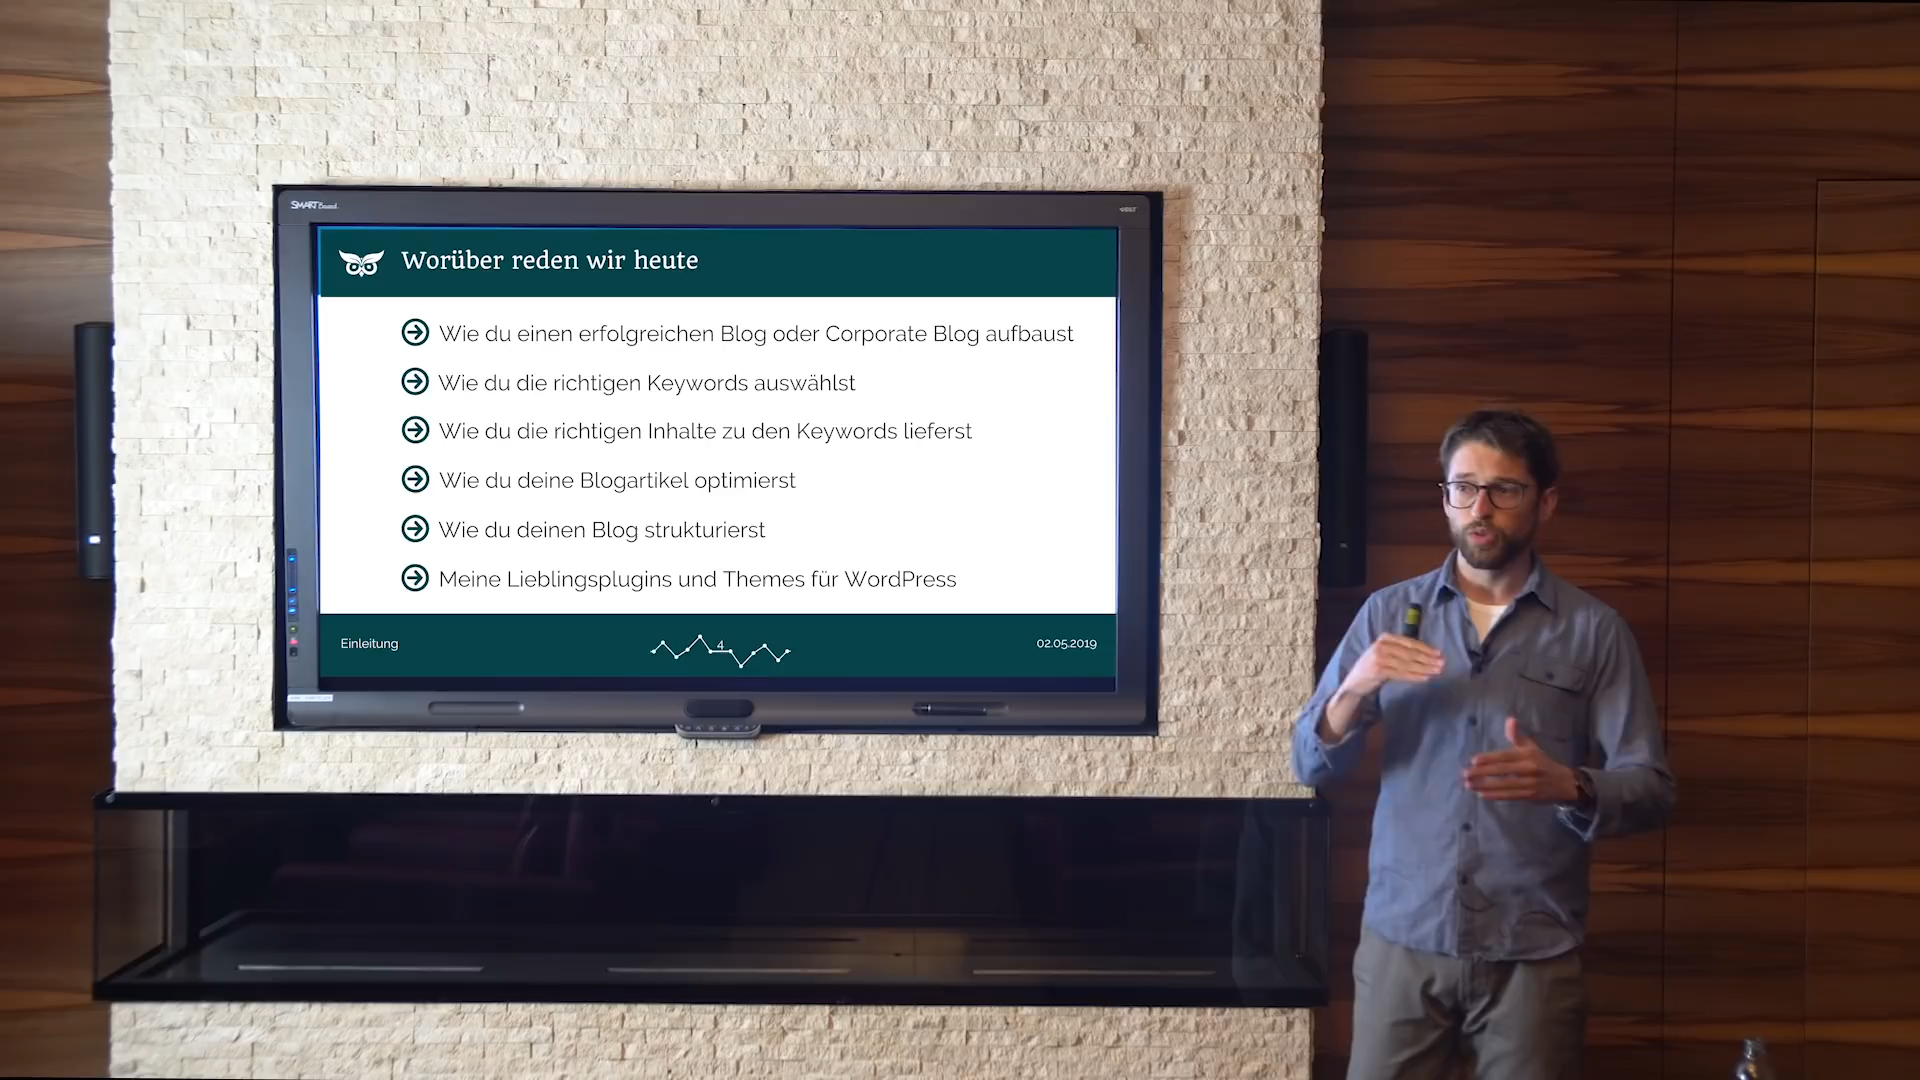 SMART Board
Worüber reden wir heute
Wie du einen erfolgreichen Blog oder Corporate Blog aufbaust
Wie du die richtigen Keywords auswählst
Wie du die richtigen Inhalte zu den Keywords lieferst
Wie du deine Blogartikel optimierst
Wie du deinen Blog strukturierst
Meine Lieblingsplugins und Themes für WordPress
Einleitung
4
02.05.2019